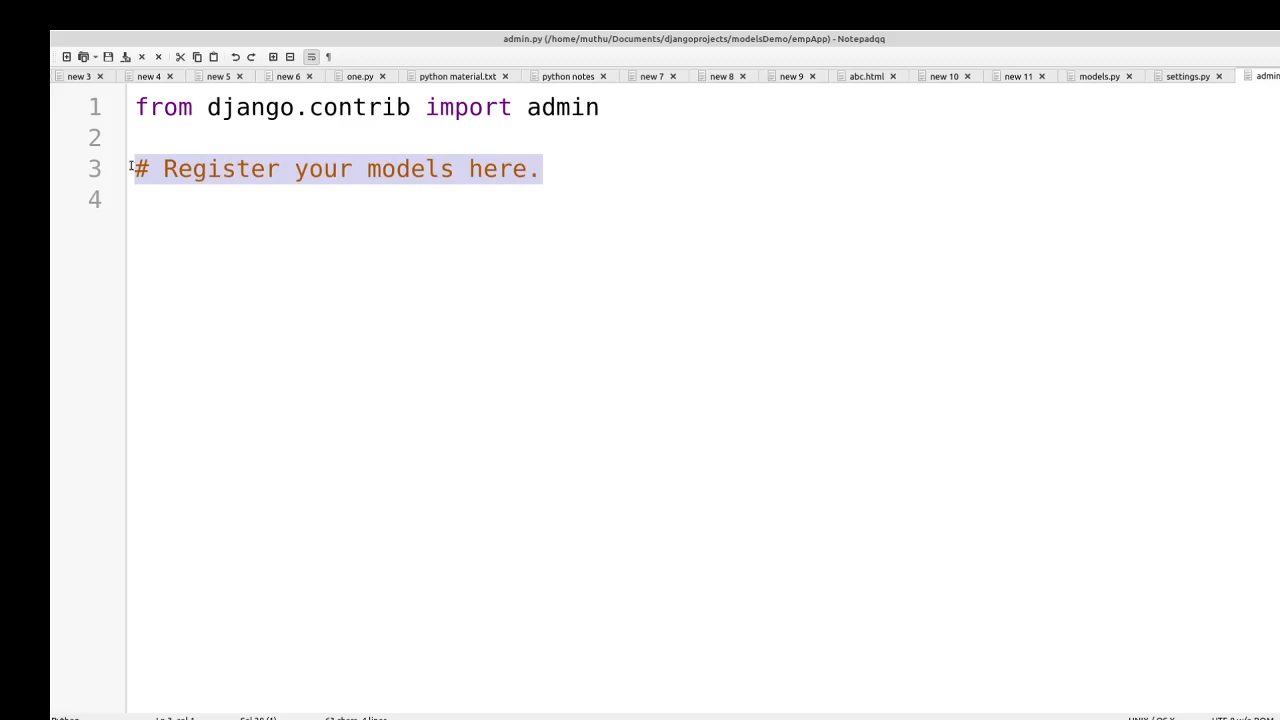 admin.py (/home/muthu/Documents/djangoprojects/modelsDemo/empApp) - Notepadqq
new 3 new 4 new 5 new 6 one.py python material.txt python notes new 7 new 8 new 9 abc.html new 10 new 11 models.py settings.py admin
1 from django.contrib import admin
2
3 # Register your models here.
4